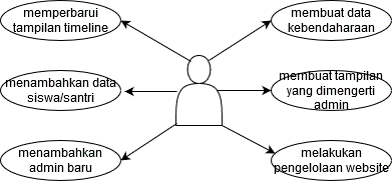 memperbarui
tampilan timeline
membuat data
kebendaharaan
menambahkan data
siswa/santri
membuat tampilan
yang dimengerti
admin
menambahkan
admin baru
melakukan
pengelolaan website